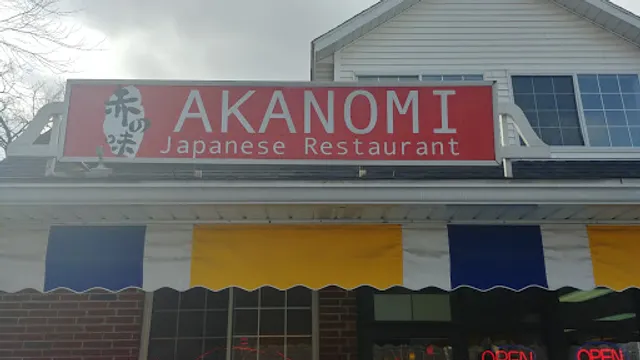 赤の味
AKANOMI
Japanese Restaurant
OPEN
OPEN